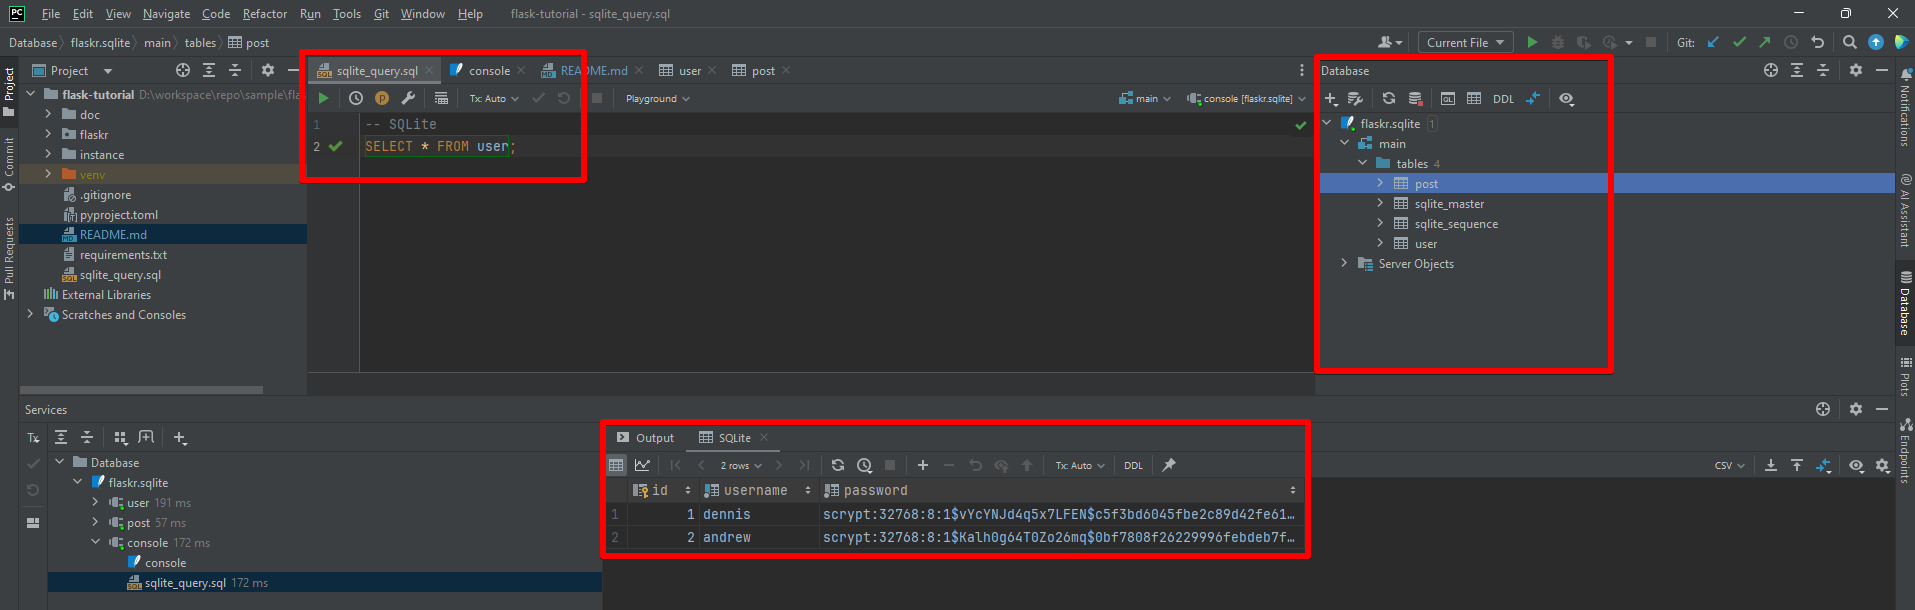 PC File Edit View Navigate Code Refactor Run Tools Git Window Help flask-tutorial - sqlite_query.sql
Database flaskr.sqlite main tables post
Current File Git:
Project
sqlite_query.sql console README.md user post
Database
Tx: Auto Playground main console [flaskr.sqlite]
QL DDL
flask-tutorial D:\workspace\repo\sample\fla
doc
flaskr
instance
venv
.gitignore
pyproject.toml
README.md
requirements.txt
sqlite_query.sql
External Libraries
Scratches and Consoles
1 -- SQLite
2 SELECT * FROM user;
flaskr.sqlite 1
main
tables 4
post
sqlite_master
sqlite_sequence
user
Server Objects
Project
Commit
Pull Requests
Notifications
AI Assistant
Database
Plots
Endpoints
Services
Tx
Database
flaskr.sqlite
user 191 ms
post 57 ms
console 172 ms
console
sqlite_query.sql 172 ms
Output SQLite
2 rows Tx: Auto DDL CSV
id username password
1 1 dennis scrypt:32768:8:1$vYcYNJd4q5x7LFEN$c5f3bd6045fbe2c89d42fe61…
2 2 andrew scrypt:32768:8:1$Kalh0g64T0Zo26mq$0bf7808f26229996febdeb7f…